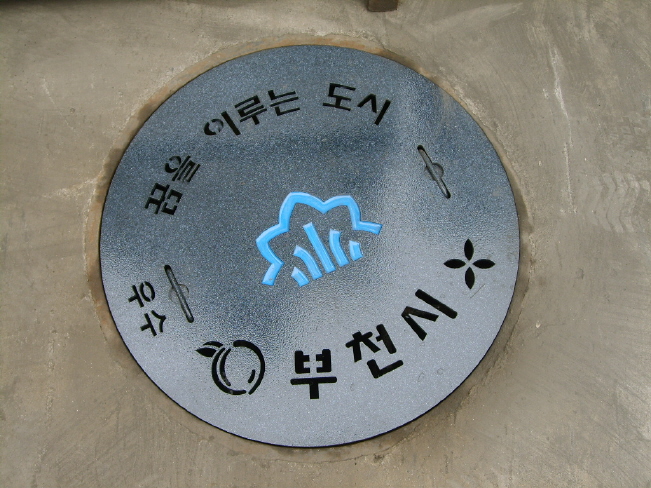 꿈을 이루는 도시
우수
부천시